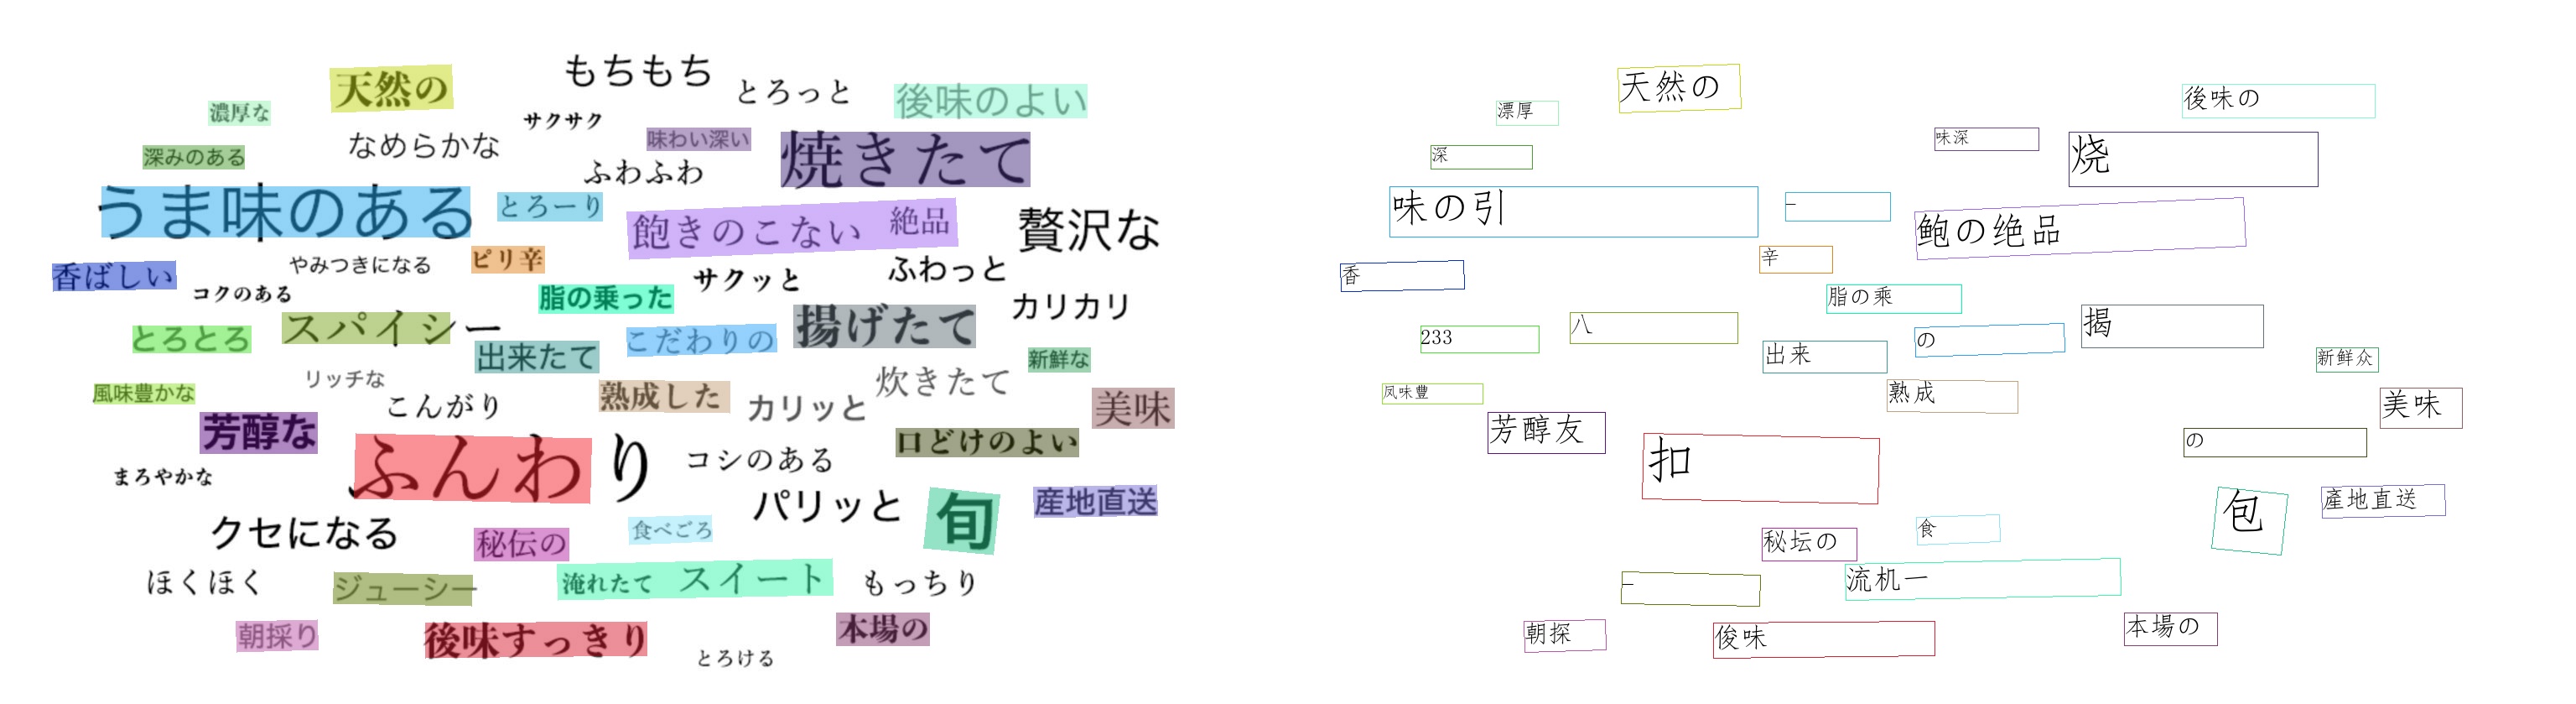 もちもち
天然の
とろっと
後味のよい
濃厚な
サクサク
なめらかな
味わい深い
焼きたて
深みのある
ふわふわ
うま味のある
とろーり
飽きのこない
絶品
贅沢な
やみつきになる
ピリ辛
香ばしい
サクッと
ふわっと
コクのある
脂の乗った
カリカリ
スパイシー
とろとろ
こだわりの
揚げたて
出来たて
新鮮な
リッチな
炊きたて
風味豊かな
熟成した
こんがり
カリッと
美味
芳醇な
口どけのよい
ふんわり
コシのある
まろやかな
パリッと
旬
産地直送
クセになる
秘伝の
食べごろ
ほくほく
ジューシー
淹れたて
スイート
もっちり
朝採り
後味すっきり
本場の
とろける
天然の
後味の
漂厚
味深
烧
深
味の引
一
鲍の绝品
辛
香
脂の乘
八
233
の
揭
出来
新鲜众
凤味豐
熟成
美味
芳醇友
の
扣
包
產地直送
秘坛の
食
一
流机一
朝探
俊味
本場の